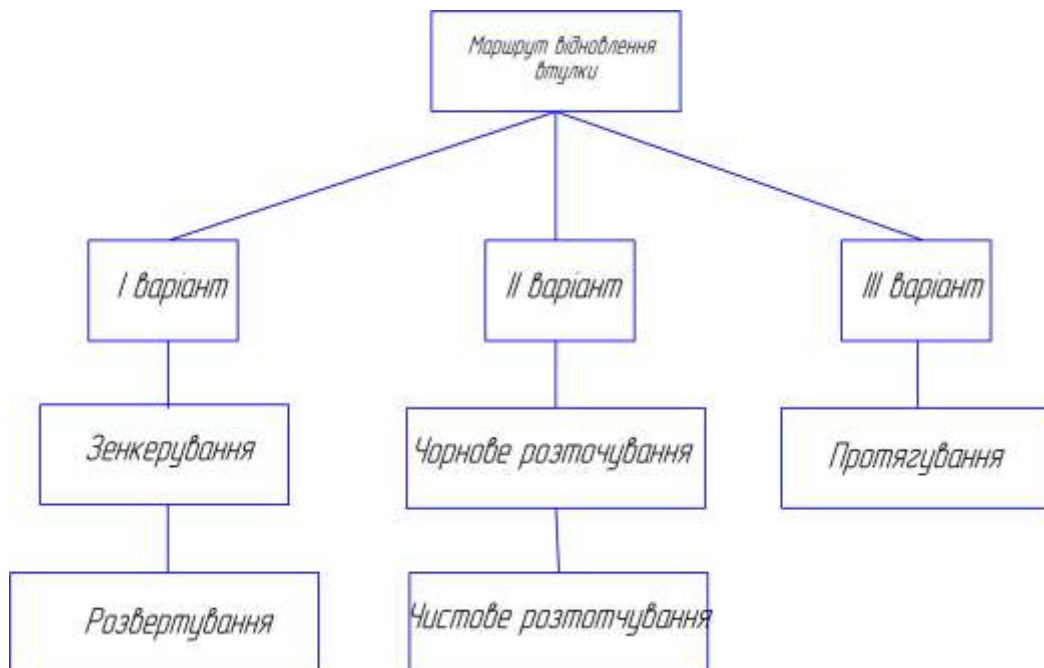 Маршрут відновлення
втулки
І варіант
ІІ варіант
ІІІ варіант
Зенкерування
Чорнове розточування
Протягування
Розвертування
Чистове розтотчування